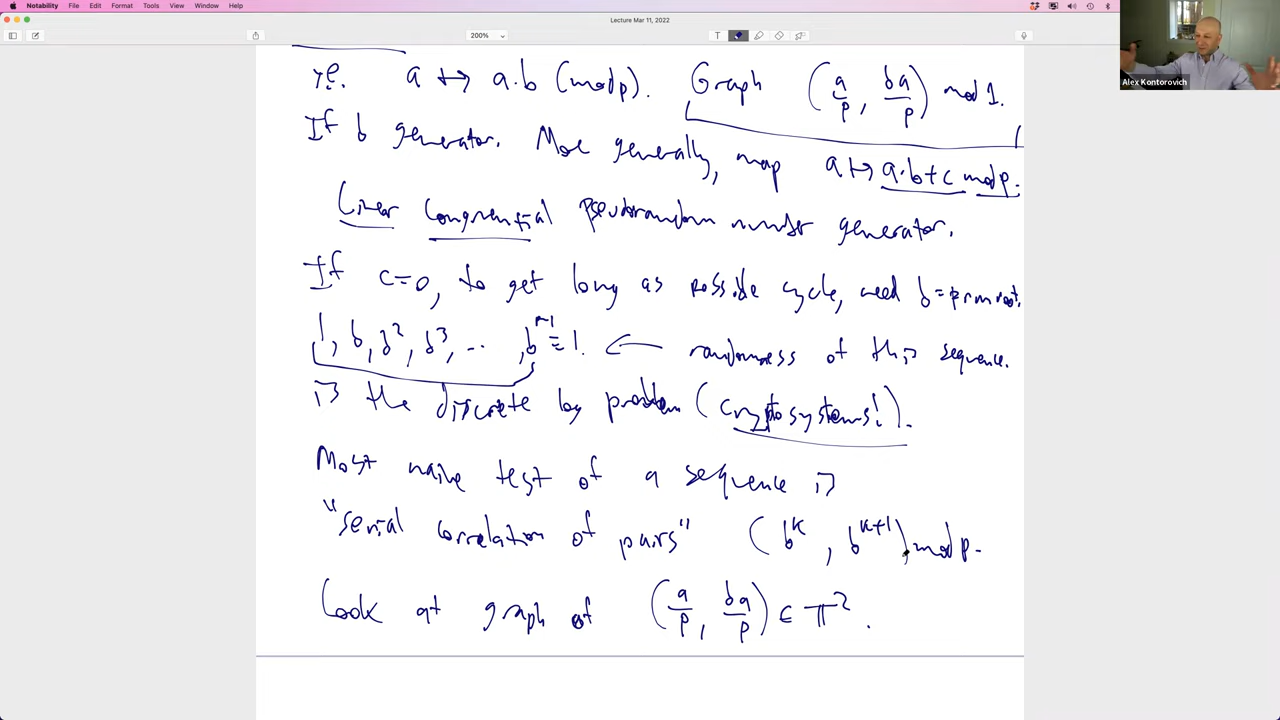 Notability File Edit Tools View Window Help
Lecture Mar 11, 2022
200%
Alex Kontorovich
i.e. a ↦ a·b (mod p). Graph (a/p, ba/p) mod 1.
If b generator. More generally, map a ↦ a·b+c mod p.
Linear congruential pseudorandom number generator.
If c=0, to get long as possible cycle, need b = prim root.
1, b, b², b³, ..., b^{p-1} ≡ 1. ← randomness of this sequence.
is the discrete log problem (cryptosystems!).
Most naive test of a sequence is
"serial correlation of pairs" (b^k, b^{k+1}) mod p.
Look at graph of (a/p, ba/p) ∈ 𝕋².